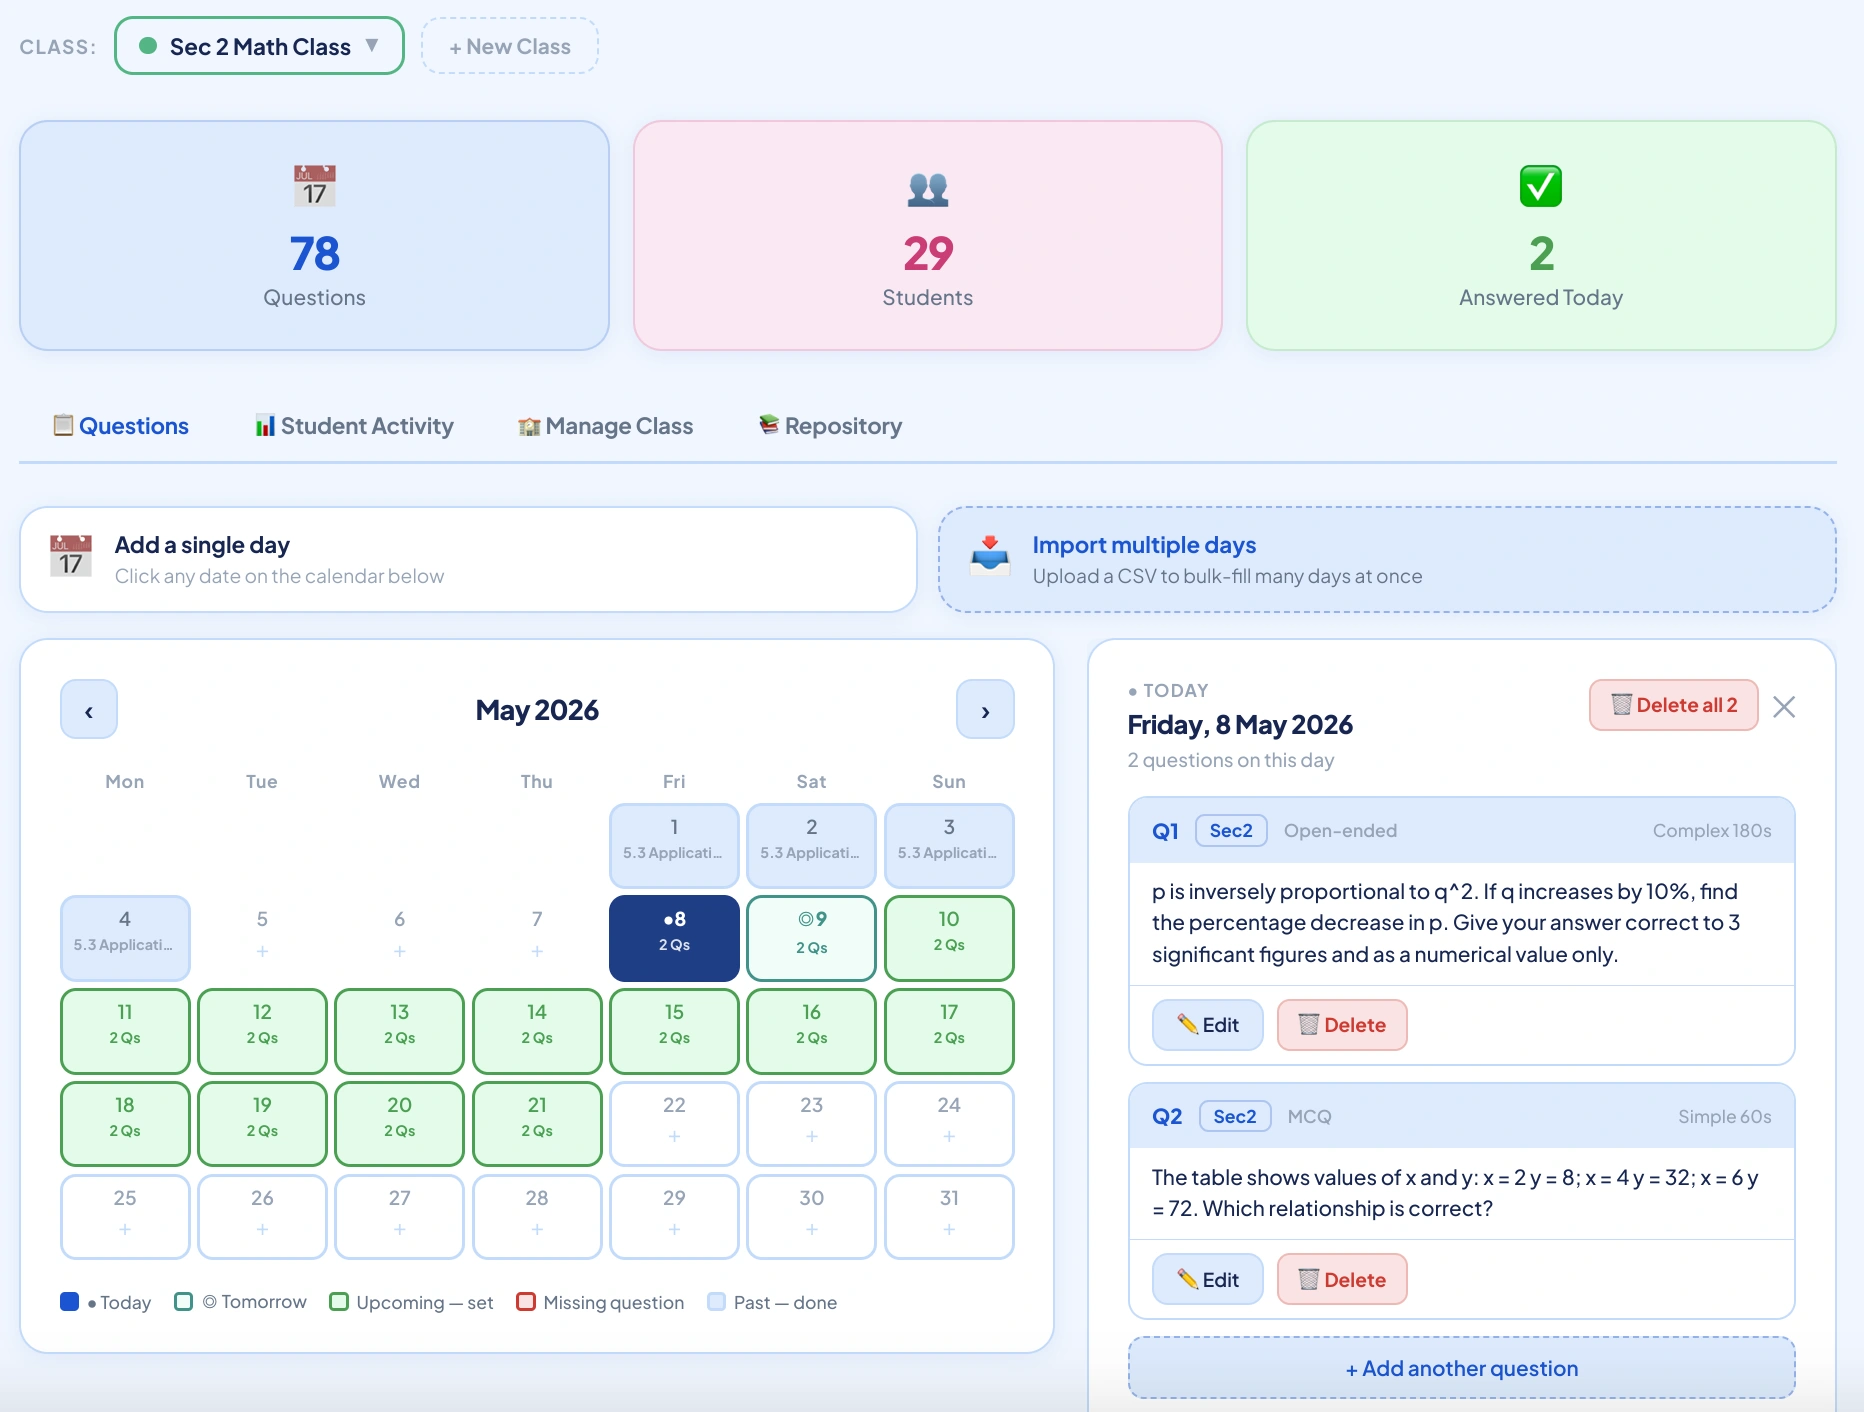 CLASS: Sec 2 Math Class ▼ + New Class
JUL 17
78
Questions
29
Students
2
Answered Today
Questions Student Activity Manage Class Repository
JUL 17
Add a single day
Click any date on the calendar below
Import multiple days
Upload a CSV to bulk-fill many days at once
‹ May 2026 ›
Mon Tue Wed Thu Fri Sat Sun
1 2 3
5.3 Applicati... 5.3 Applicati... 5.3 Applicati...
4 5 6 7 •8 ◎9 10
5.3 Applicati... + + + 2 Qs 2 Qs 2 Qs
11 12 13 14 15 16 17
2 Qs 2 Qs 2 Qs 2 Qs 2 Qs 2 Qs 2 Qs
18 19 20 21 22 23 24
2 Qs 2 Qs 2 Qs 2 Qs + + +
25 26 27 28 29 30 31
+ + + + + + +
• Today ◎ Tomorrow Upcoming — set Missing question Past — done
• TODAY
Friday, 8 May 2026
2 questions on this day
Delete all 2
Q1 Sec2 Open-ended Complex 180s
p is inversely proportional to q^2. If q increases by 10%, find
the percentage decrease in p. Give your answer correct to 3
significant figures and as a numerical value only.
Edit Delete
Q2 Sec2 MCQ Simple 60s
The table shows values of x and y: x = 2 y = 8; x = 4 y = 32; x = 6 y
= 72. Which relationship is correct?
Edit Delete
+ Add another question